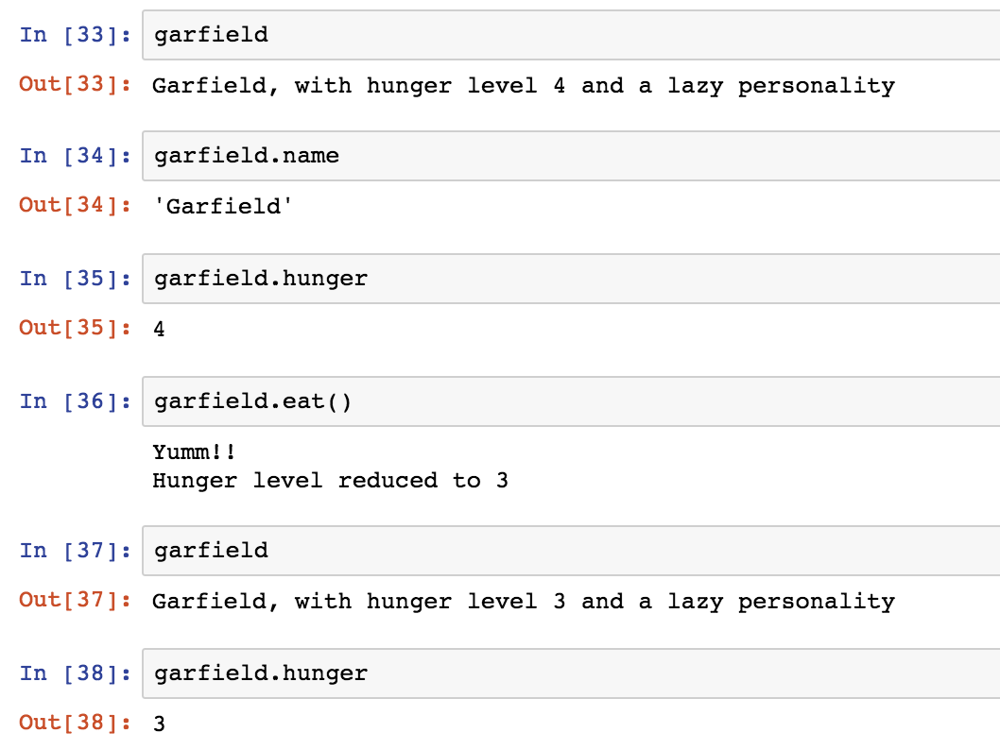 In [33]: garfield
Out[33]: Garfield, with hunger level 4 and a lazy personality
In [34]: garfield.name
Out[34]: 'Garfield'
In [35]: garfield.hunger
Out[35]: 4
In [36]: garfield.eat()
Yumm!!
Hunger level reduced to 3
In [37]: garfield
Out[37]: Garfield, with hunger level 3 and a lazy personality
In [38]: garfield.hunger
Out[38]: 3